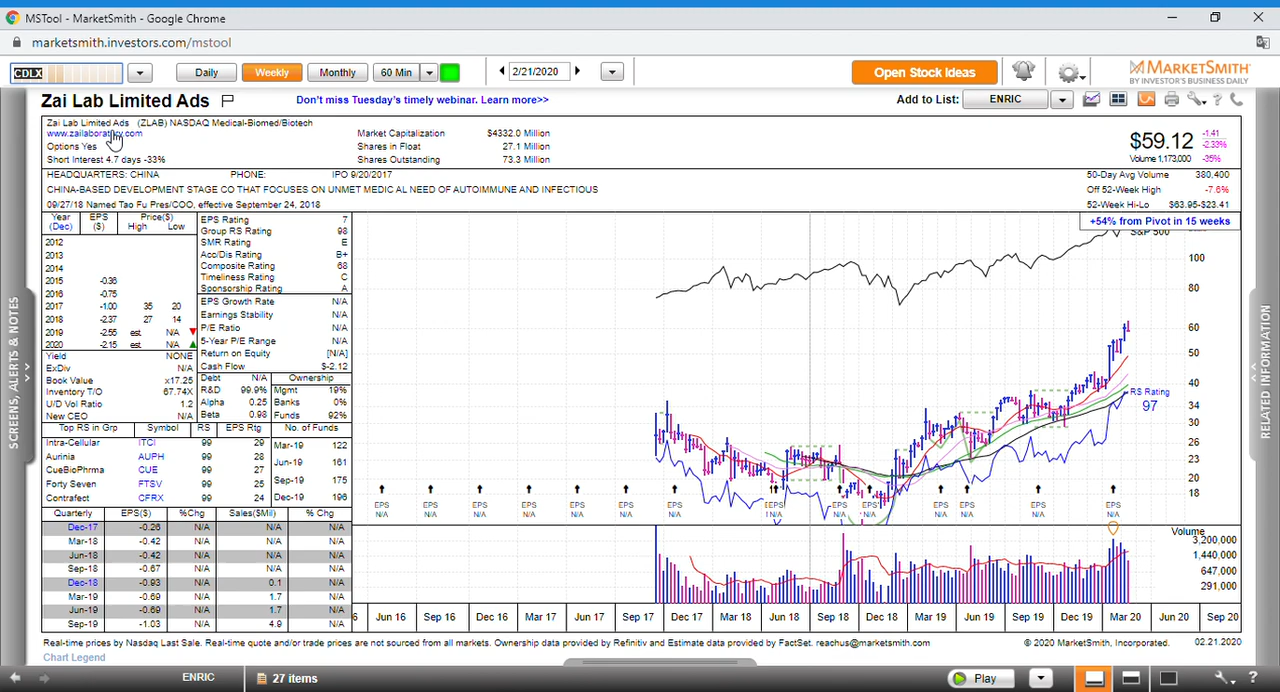 MSTool - MarketSmith - Google Chrome
marketsmith.investors.com/mstool
CDLX
Daily
Weekly
Monthly
60 Min
2/21/2020
Open Stock Ideas
MARKETSMITH
BY INVESTOR'S BUSINESS DAILY
Zai Lab Limited Ads
Don't miss Tuesday's timely webinar. Learn more>>
Add to List:
ENRIC
Zai Lab Limited Ads (ZLAB) NASDAQ Medical-Biomed/Biotech
Options Yes
Short Interest 4.7 days -33%
Market Capitalization $4332.0 Million
Shares in Float 27.1 Million
Shares Outstanding 73.3 Million
$59.12 -1.41 -2.33%
Volume 1,173,000 -35%
HEADQUARTERS: CHINA PHONE: IPO 9/20/2017
CHINA-BASED DEVELOPMENT STAGE CO THAT FOCUSES ON UNMET MEDIC AL NEED OF AUTOIMMUNE AND INFECTIOUS
09/27/18 Named Tao Fu Pres/COO, effective September 24, 2018
50-Day Avg Volume 380,400
Off 52-Week High -7.6%
52-Week Hi-Lo $63.95-$23.41
+54% from Pivot in 15 weeks
S&P 500
Year (Dec) EPS ($) Price($) High Low
2012
2013
2014
2015 -0.36
2016 -0.75
2017 -1.00 35 20
2018 -2.37 27 14
2019 -2.55 est N/A
2020 -2.15 est N/A
Yield NONE
ExDiv N/A
Book Value x17.25
Inventory T/O 67.74X
U/D Vol Ratio 1.2
New CEO N/A
EPS Rating 7
Group RS Rating 98
SMR Rating E
Acc/Dis Rating B+
Composite Rating 68
Timeliness Rating C
Sponsorship Rating A
EPS Growth Rate N/A
Earnings Stability N/A
P/E Ratio N/A
5-Year P/E Range N/A
Return on Equity [N/A]
Cash Flow $-2.12
Debt N/A
R&D 99.9%
Alpha 0.25
Beta 0.98
Ownership
Mgmt 19%
Banks 0%
Funds 92%
Top RS in Grp Symbol RS EPS Rtg
Intra-Cellular ITCI 99 29
Aurinia AUPH 99 28
CueBioPhrma CUE 99 27
Forty Seven FTSV 99 25
Contrafect CFRX 99 24
No. of Funds
Mar-19 122
Jun-19 161
Sep-19 175
Dec-19 196
Quarterly EPS($) %Chg Sales($Mil) % Chg
Dec-17 -0.26 N/A N/A N/A
Mar-18 -0.42 N/A N/A N/A
Jun-18 -0.42 N/A N/A N/A
Sep-18 -0.67 N/A N/A N/A
Dec-18 -0.93 N/A 0.1 N/A
Mar-19 -0.69 N/A 1.7 N/A
Jun-19 -0.69 N/A 1.7 N/A
Sep-19 -1.03 N/A 4.9 N/A
100
80
60
50
40
34
30
26
23
20
18
RS Rating
97
EPS EPS EPS EPS EPS EPS EPS EPS EPS EPS EPS EPS EPS EPS
N/A N/A N/A N/A N/A N/A N/A N/A N/A N/A N/A N/A N/A N/A
Volume
3,200,000
1,440,000
647,000
291,000
6 Jun 16 Sep 16 Dec 16 Mar 17 Jun 17 Sep 17 Dec 17 Mar 18 Jun 18 Sep 18 Dec 18 Mar 19 Jun 19 Sep 19 Dec 19 Mar 20 Jun 20 Sep 20
Real-time prices by Nasdaq Last Sale. Real-time quote and/or trade prices are not sourced from all markets. Ownership data provided by Refinitiv and Estimate data provided by FactSet. reachus@marketsmith.com
© 2020 MarketSmith, Incorporated. 02.21.2020
Chart Legend
SCREENS, ALERTS & NOTES
RELATED INFORMATION
ENRIC
27 items
Play